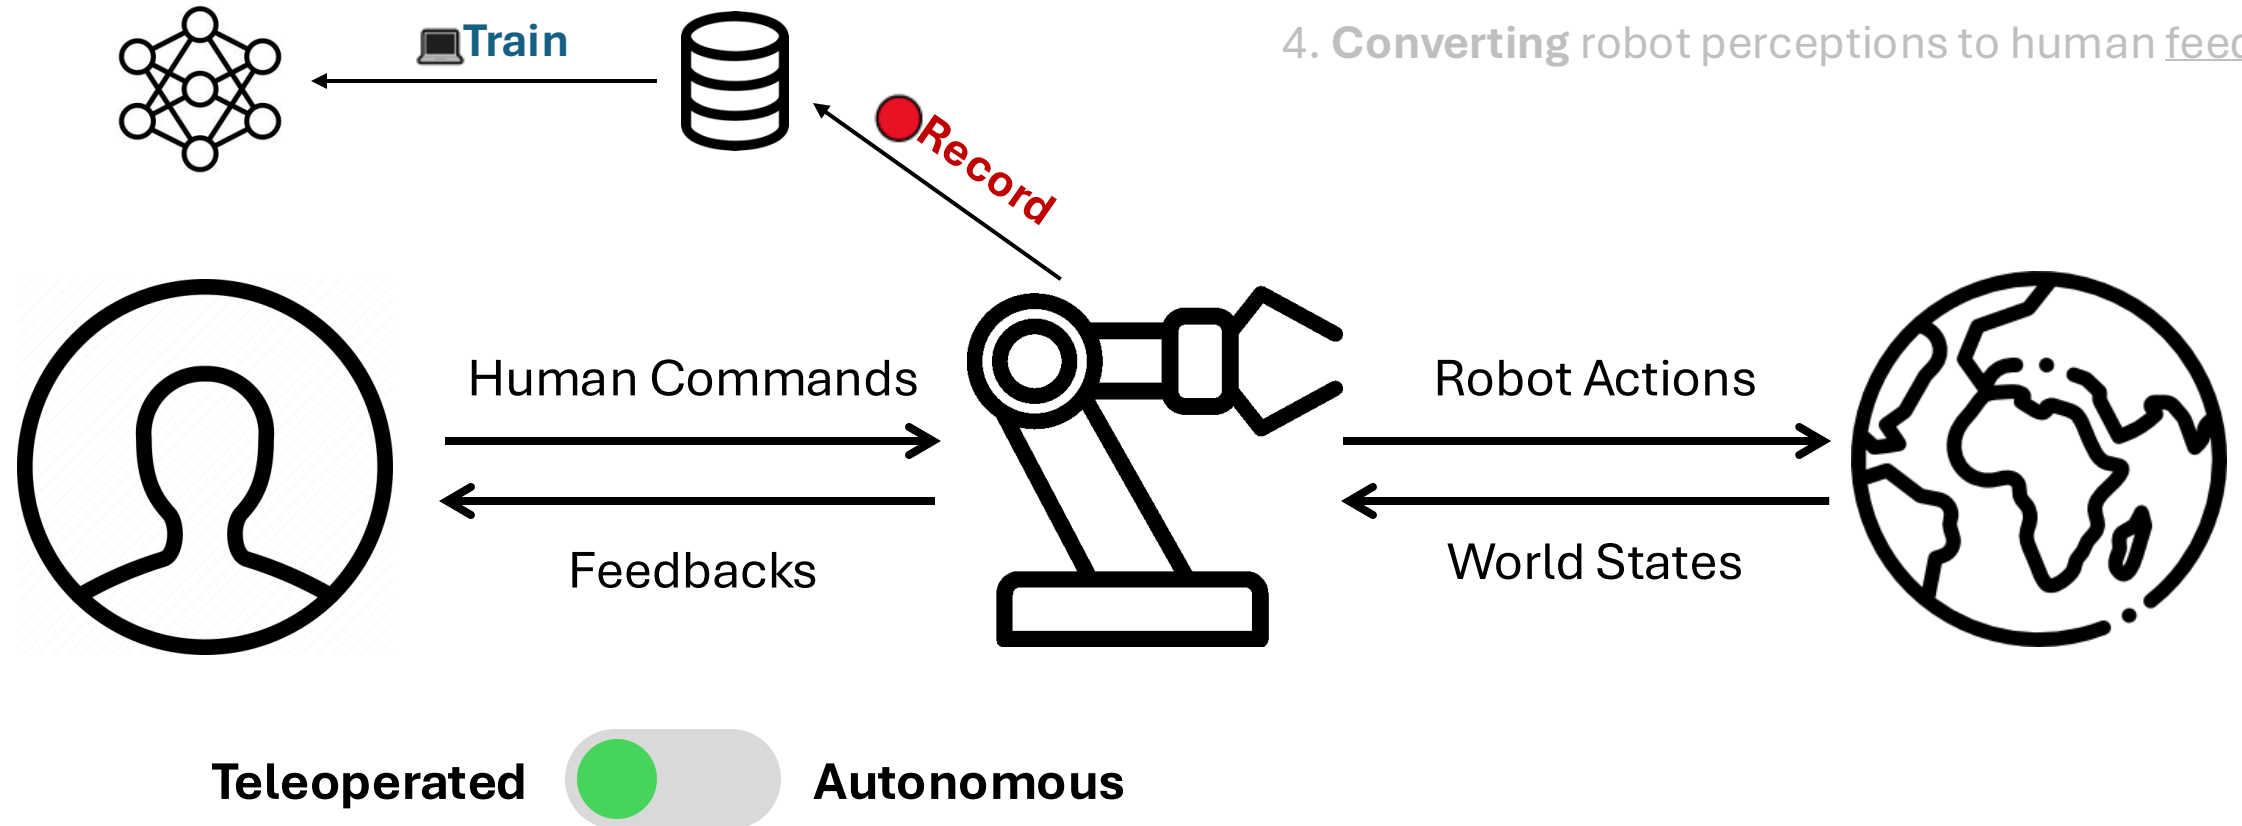 Train
4. Converting robot perceptions to human
Record
Human Commands
Robot Actions
Feedbacks
World States
Teleoperated
Autonomous